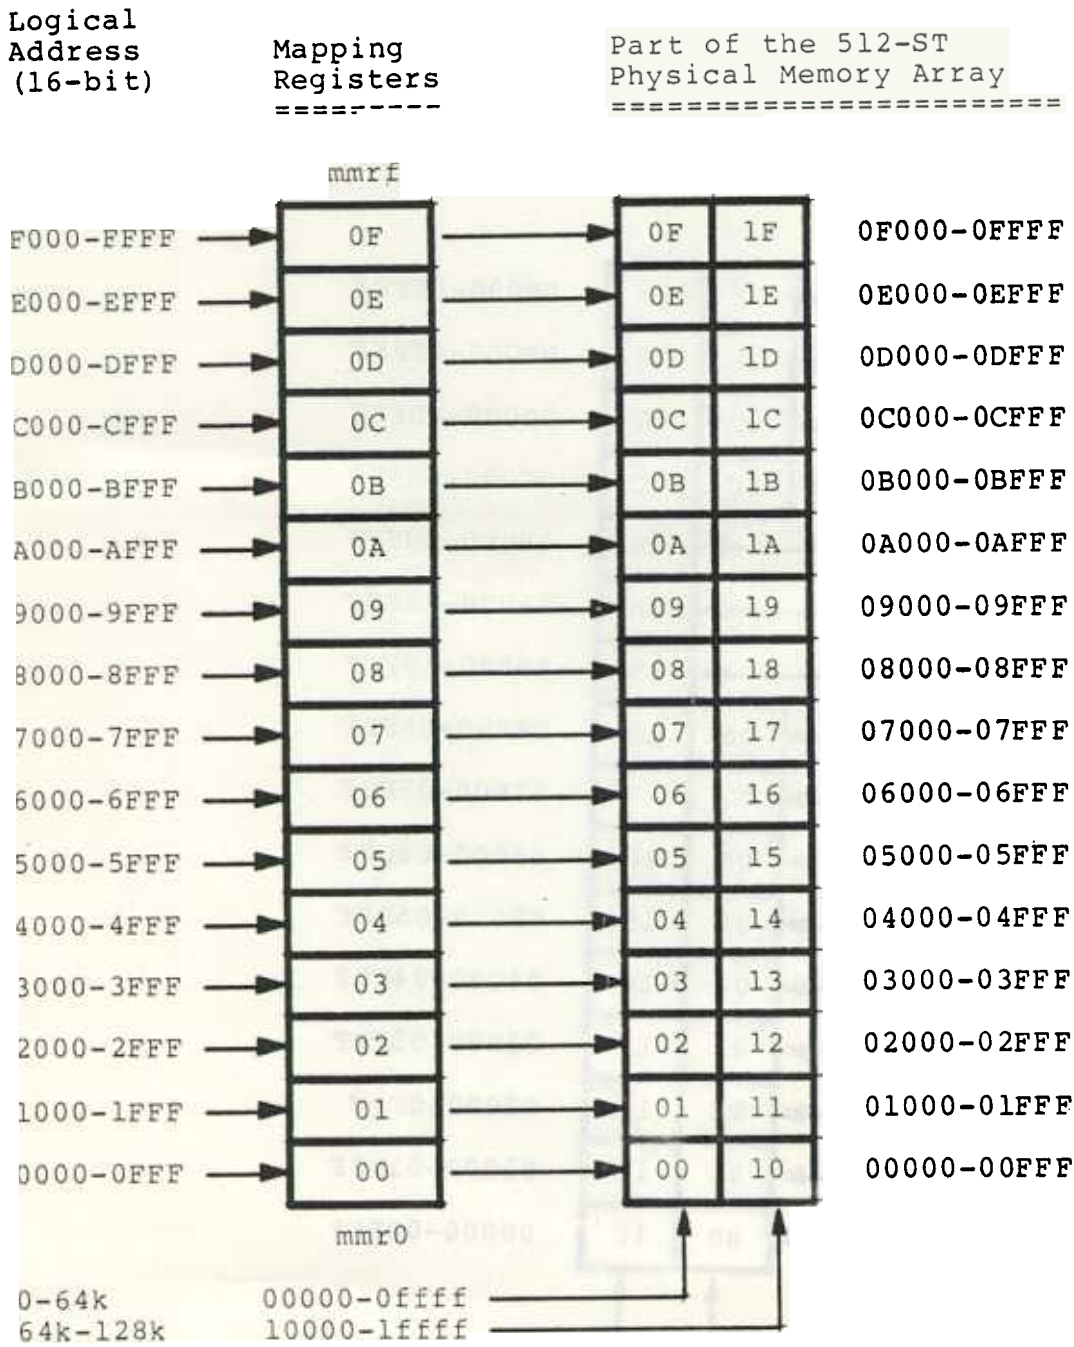 Logical
Address
(16-bit)
Mapping
Registers
=========
Part of the 512-ST
Physical Memory Array
========================
mmrf
F000-FFFF 0F 0F 1F 0F000-0FFFF
E000-EFFF 0E 0E 1E 0E000-0EFFF
D000-DFFF 0D 0D 1D 0D000-0DFFF
C000-CFFF 0C 0C 1C 0C000-0CFFF
B000-BFFF 0B 0B 1B 0B000-0BFFF
A000-AFFF 0A 0A 1A 0A000-0AFFF
9000-9FFF 09 09 19 09000-09FFF
8000-8FFF 08 08 18 08000-08FFF
7000-7FFF 07 07 17 07000-07FFF
6000-6FFF 06 06 16 06000-06FFF
5000-5FFF 05 05 15 05000-05FFF
4000-4FFF 04 04 14 04000-04FFF
3000-3FFF 03 03 13 03000-03FFF
2000-2FFF 02 02 12 02000-02FFF
1000-1FFF 01 01 11 01000-01FFF
0000-0FFF 00 00 10 00000-00FFF
mmr0
0-64k 00000-0ffff
64k-128k 10000-1ffff